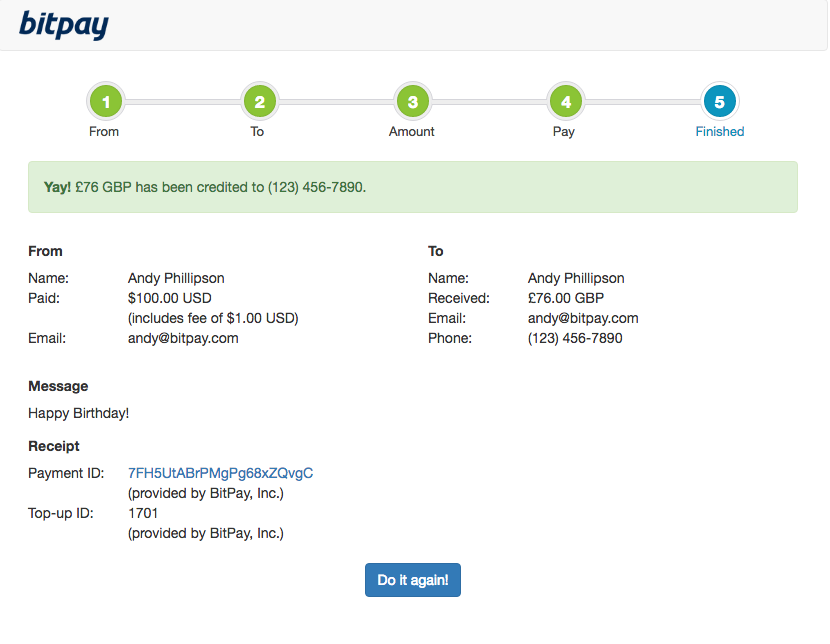 bitpay
1 2 3 4 5
From To Amount Pay Finished
Yay! £76 GBP has been credited to (123) 456-7890.
From
Name: Andy Phillipson
Paid: $100.00 USD
(includes fee of $1.00 USD)
Email: andy@bitpay.com
To
Name: Andy Phillipson
Received: £76.00 GBP
Email: andy@bitpay.com
Phone: (123) 456-7890
Message
Happy Birthday!
Receipt
Payment ID: 7FH5UtABrPMgPg68xZQvgC
(provided by BitPay, Inc.)
Top-up ID: 1701
(provided by BitPay, Inc.)
Do it again!